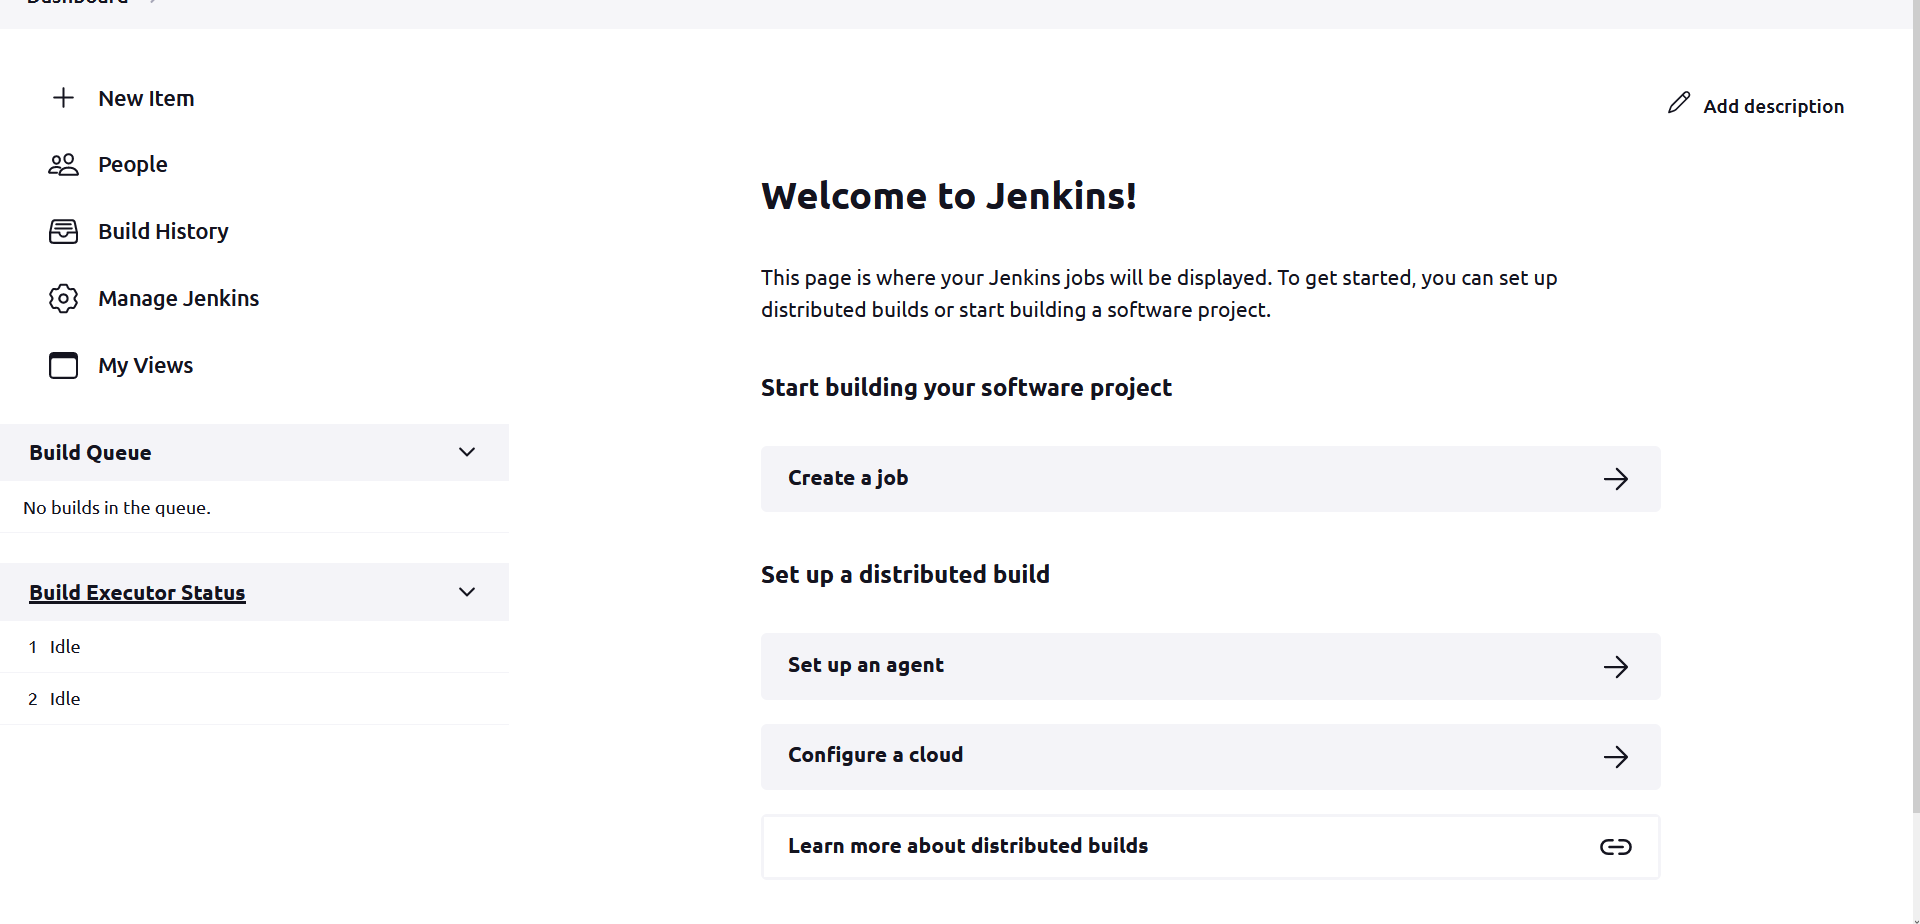 Dashboard
New Item
People
Build History
Manage Jenkins
My Views
Build Queue
No builds in the queue.
Build Executor Status
1 Idle
2 Idle
Add description
Welcome to Jenkins!
This page is where your Jenkins jobs will be displayed. To get started, you can set up
distributed builds or start building a software project.
Start building your software project
Create a job
Set up a distributed build
Set up an agent
Configure a cloud
Learn more about distributed builds